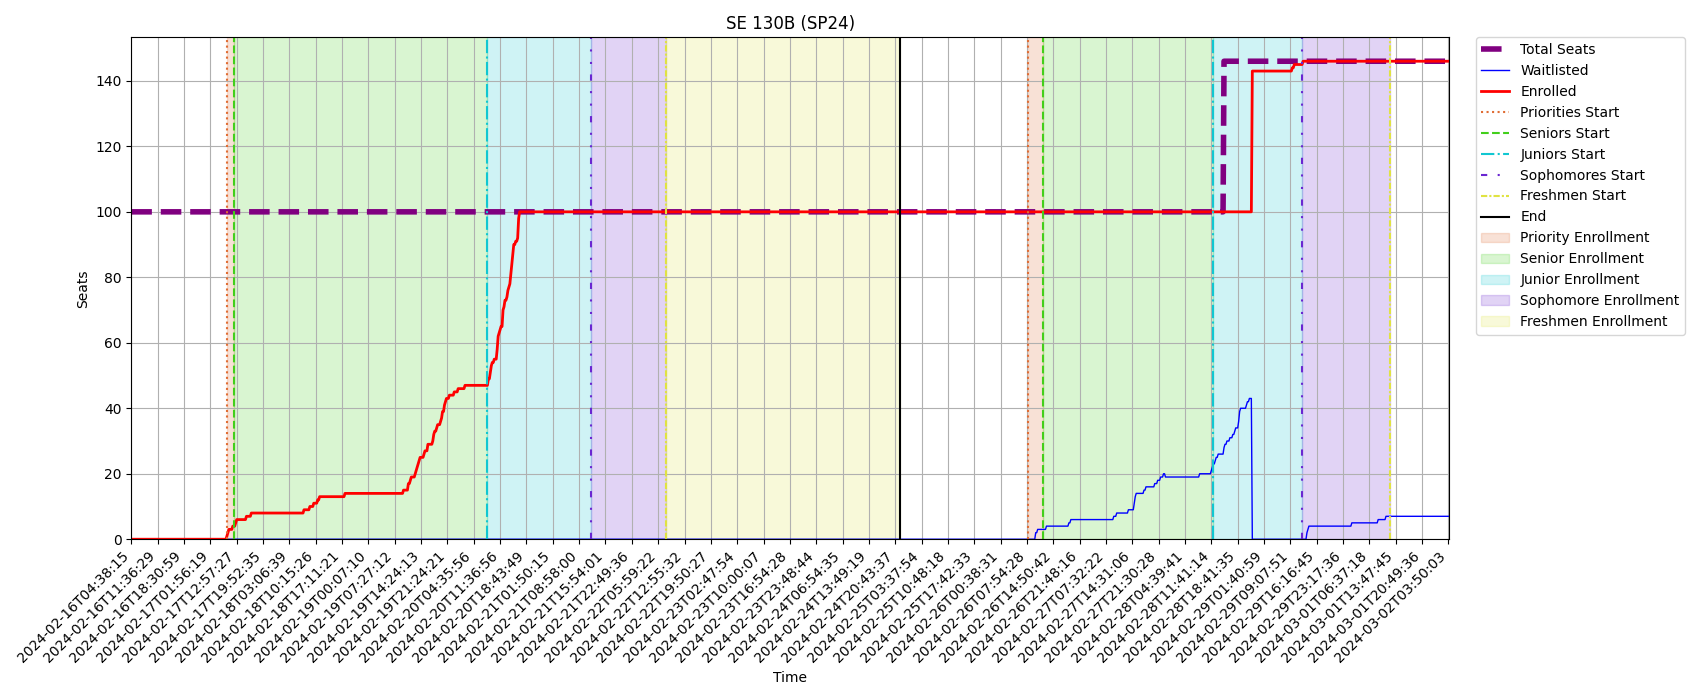 SE 130B (SP24)
Seats
140
120
100
80
60
40
20
0
2024-02-16T04:38:15
2024-02-16T11:36:29
2024-02-16T18:30:59
2024-02-17T01:56:19
2024-02-17T12:57:27
2024-02-17T19:52:35
2024-02-18T03:06:39
2024-02-18T10:15:26
2024-02-18T17:11:21
2024-02-19T00:07:10
2024-02-19T07:27:12
2024-02-19T14:24:13
2024-02-19T21:24:21
2024-02-20T04:35:56
2024-02-20T11:36:56
2024-02-20T18:43:49
2024-02-21T01:50:15
2024-02-21T08:58:00
2024-02-21T15:54:01
2024-02-21T22:49:36
2024-02-22T05:59:22
2024-02-22T12:55:32
2024-02-22T19:50:27
2024-02-23T02:47:54
2024-02-23T10:00:07
2024-02-23T16:54:28
2024-02-23T23:48:44
2024-02-24T06:54:35
2024-02-24T13:49:19
2024-02-24T20:43:37
2024-02-25T03:37:54
2024-02-25T10:48:18
2024-02-25T17:42:33
2024-02-26T00:38:31
2024-02-26T07:54:28
2024-02-26T14:50:42
2024-02-26T21:48:16
2024-02-27T07:32:22
2024-02-27T14:31:06
2024-02-27T21:30:28
2024-02-28T04:39:41
2024-02-28T11:41:14
2024-02-28T18:41:35
2024-02-29T01:40:59
2024-02-29T09:07:51
2024-02-29T16:16:45
2024-02-29T23:17:36
2024-03-01T06:37:18
2024-03-01T13:47:45
2024-03-01T20:49:36
2024-03-02T03:50:03
Time
Total Seats
Waitlisted
Enrolled
Priorities Start
Seniors Start
Juniors Start
Sophomores Start
Freshmen Start
End
Priority Enrollment
Senior Enrollment
Junior Enrollment
Sophomore Enrollment
Freshmen Enrollment